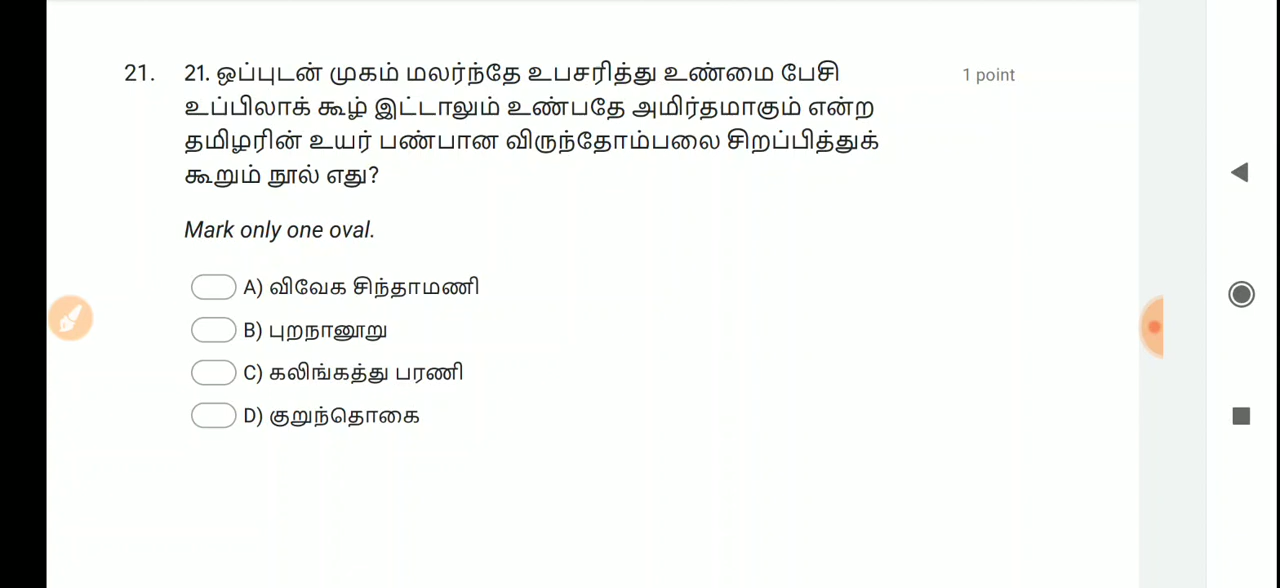 21. 21. ஒப்புடன் முகம் மலர்ந்தே உபசரித்து உண்மை பேசி 1 point
உப்பிலாக் கூழ் இட்டாலும் உண்பதே அமிர்தமாகும் என்ற
தமிழரின் உயர் பண்பான விருந்தோம்பலை சிறப்பித்துக்
கூறும் நூல் எது?
Mark only one oval.
A) விவேக சிந்தாமணி
B) புறநானூறு
C) கலிங்கத்து பரணி
D) குறுந்தொகை